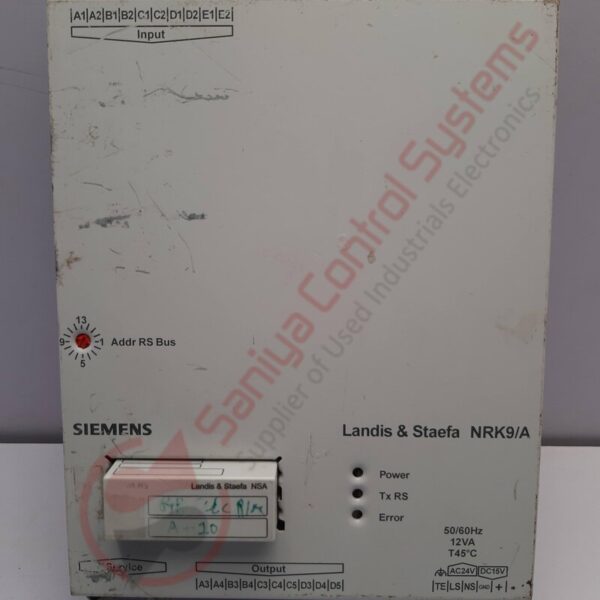 |A1|A2|B1|B2|C1|C2|D1|D2|E1|E2|
Input
13
9 1 Addr RS Bus
5
SIEMENS
Landis & Staefa NRK9/A
Landis & Staefa NSA
A - 10
Power
Tx RS
Error
50/60Hz
12VA
T45°C
AC24V DC15V
|TE|LS|NS|GND|+|
Service
Output
|A3|A4|B3|B4|C3|C4|C5|D3|D4|D5|
Saniya Control Systems
Supplier of Used Industrials Electronics